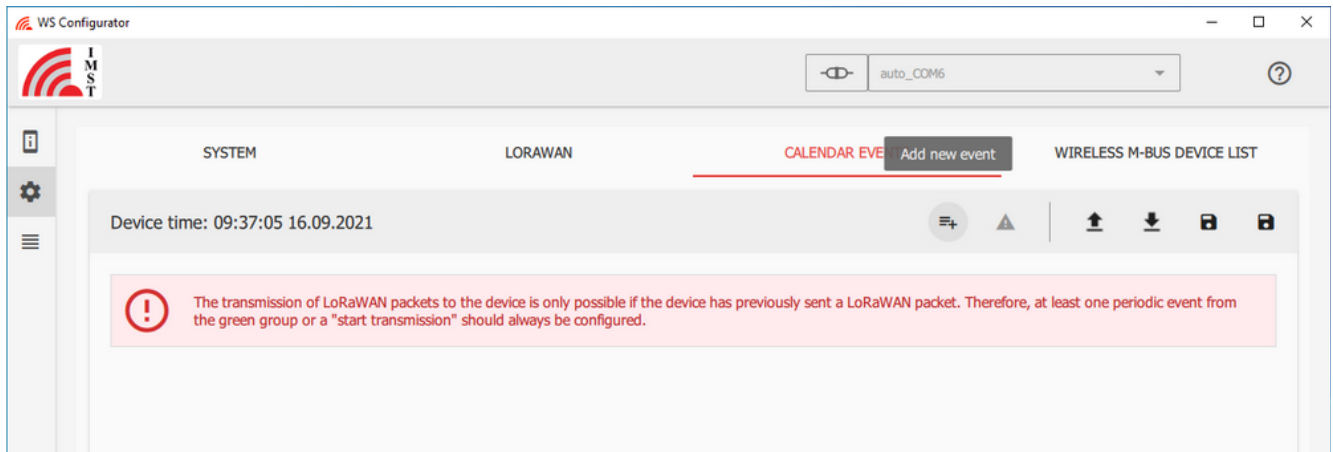 WS Configurator
I
M
S
T
auto_COM6
SYSTEM
LORAWAN
CALENDAR EVE
Add new event
WIRELESS M-BUS DEVICE LIST
Device time: 09:37:05 16.09.2021
The transmission of LoRaWAN packets to the device is only possible if the device has previously sent a LoRaWAN packet. Therefore, at least one periodic event from
the green group or a "start transmission" should always be configured.